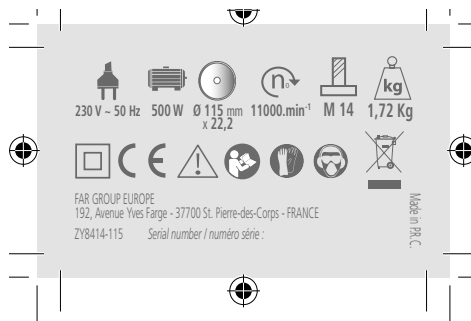 230 V ~ 50 Hz 500 W Ø 115 mm x 22,2 11000.min⁻¹ M 14 1,72 Kg
n₀
kg
CE
FAR GROUP EUROPE
192, Avenue Yves Farge - 37700 St. Pierre-des-Corps - FRANCE
ZY8414-115 Serial number / numéro série :
Made in P.R.C.